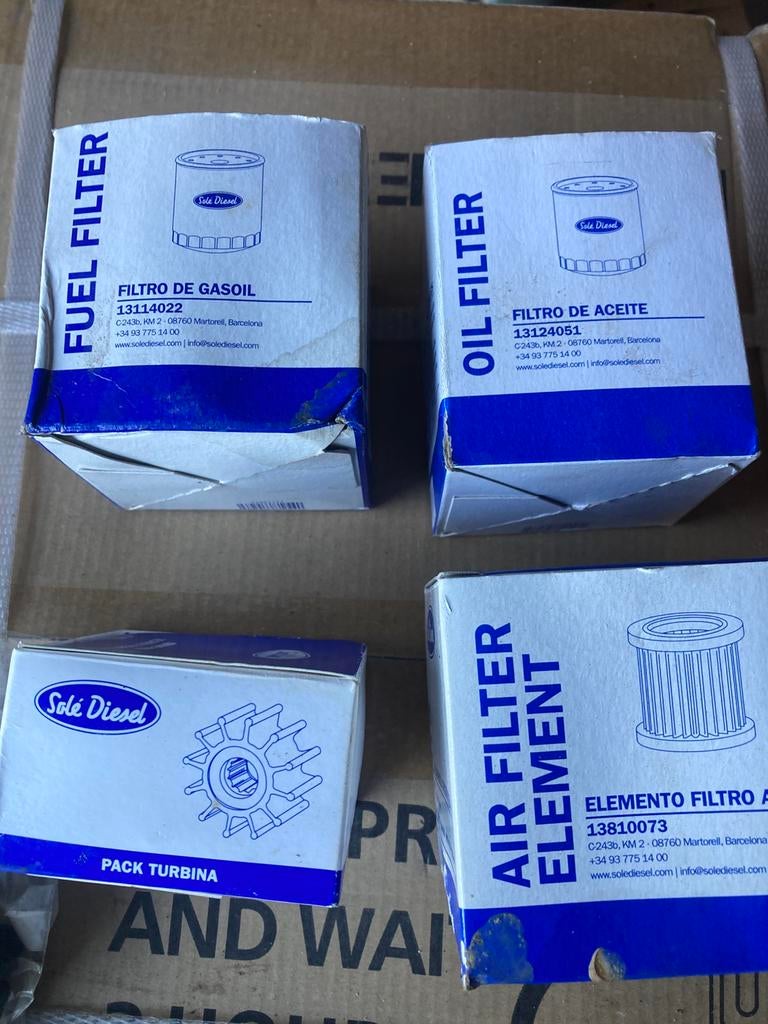 FUEL FILTER
Solé Diesel
FILTRO DE GASOIL
13114022
C-243b, KM 2 - 08760 Martorell, Barcelona
+34 93 775 14 00
www.solediesel.com | info@solediesel.com
OIL FILTER
Solé Diesel
FILTRO DE ACEITE
13124051
C-243b, KM 2 - 08760 Martorell, Barcelona
+34 93 775 14 00
www.solediesel.com | info@solediesel.com
Solé Diesel
PACK TURBINA
AIR FILTER
ELEMENT
ELEMENTO FILTRO A
13810073
C-243b, KM 2 - 08760 Martorell, Barcelona
+34 93 775 14 00
www.solediesel.com | info@solediesel.com
PR
AND WAI